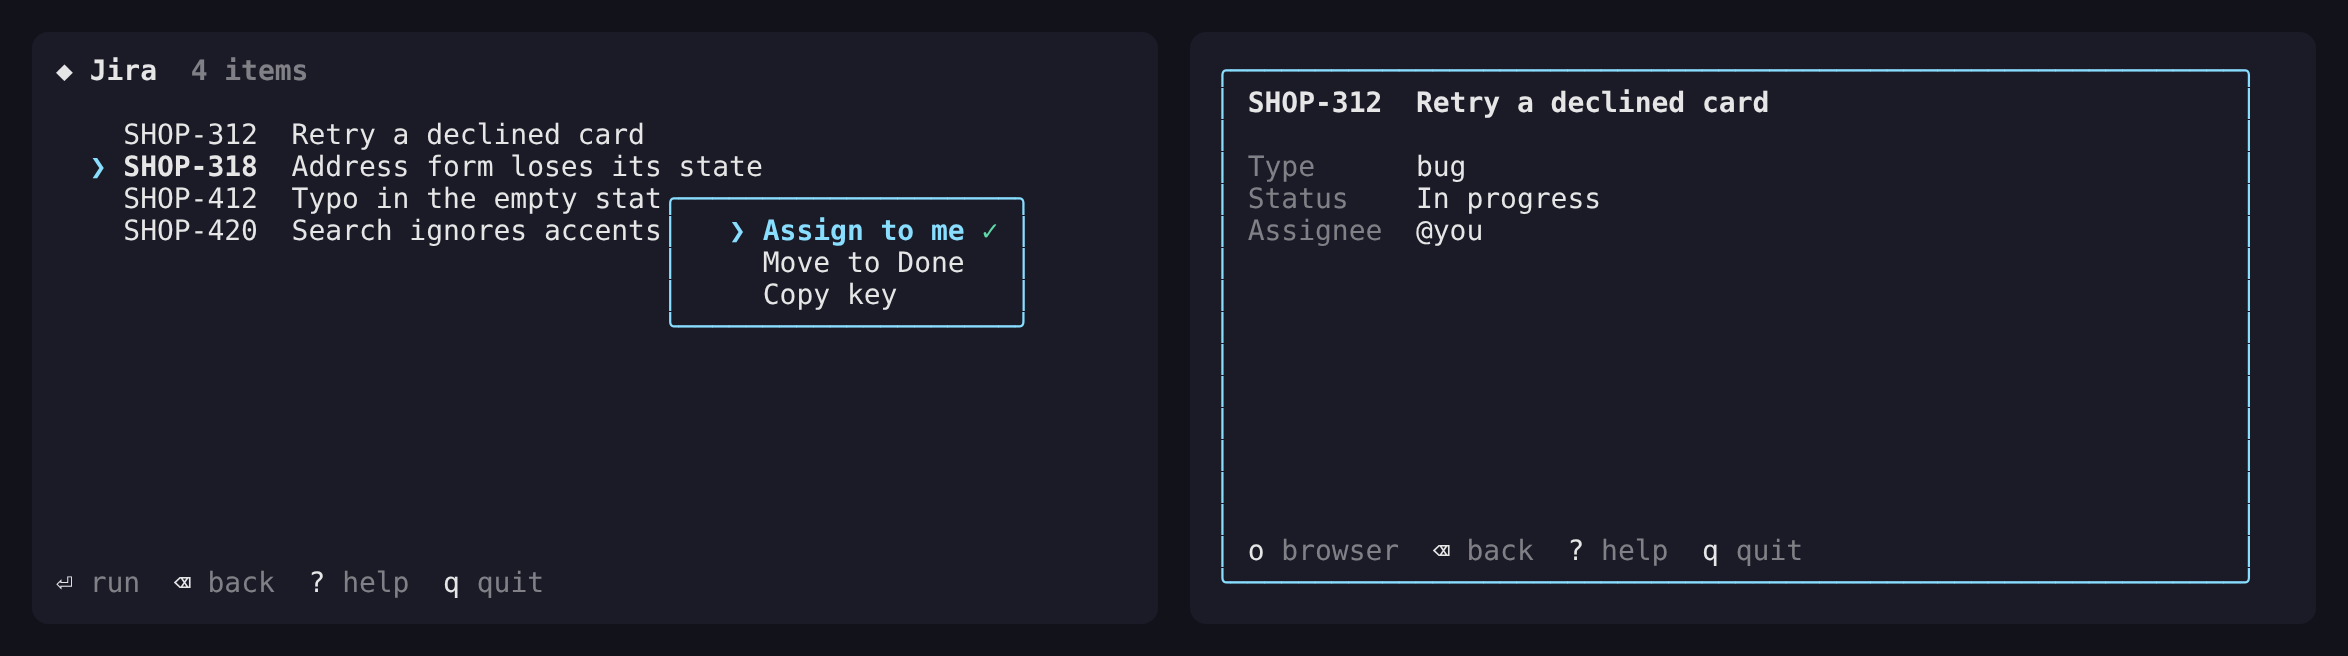 ◆ Jira  4 items
SHOP-312  Retry a declined card
❯ SHOP-318  Address form loses its state
SHOP-412  Typo in the empty stat
SHOP-420  Search ignores accents
❯ Assign to me ✓
Move to Done
Copy key
⏎ run  ⌫ back  ? help  q quit
SHOP-312  Retry a declined card
Type  bug
Status  In progress
Assignee  @you
o browser  ⌫ back  ? help  q quit